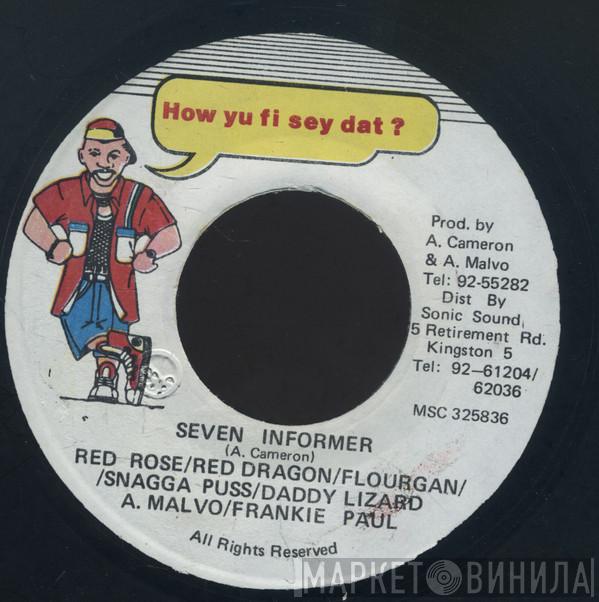 How yu fi sey dat ?
Prod. by
A. Cameron
& A. Malvo
Tel: 92-55282
Dist By
Sonic Sound,
5 Retirement Rd.
Kingston 5
Tel: 92-61204/
62036
MSC 325836
SEVEN INFORMER
(A. Cameron)
RED ROSE/RED DRAGON/FLOURGAN/
/SNAGGA PUSS/DADDY LIZARD
A. MALVO/FRANKIE PAUL
All Rights Reserved
МАРКЕТ ВИНИЛА